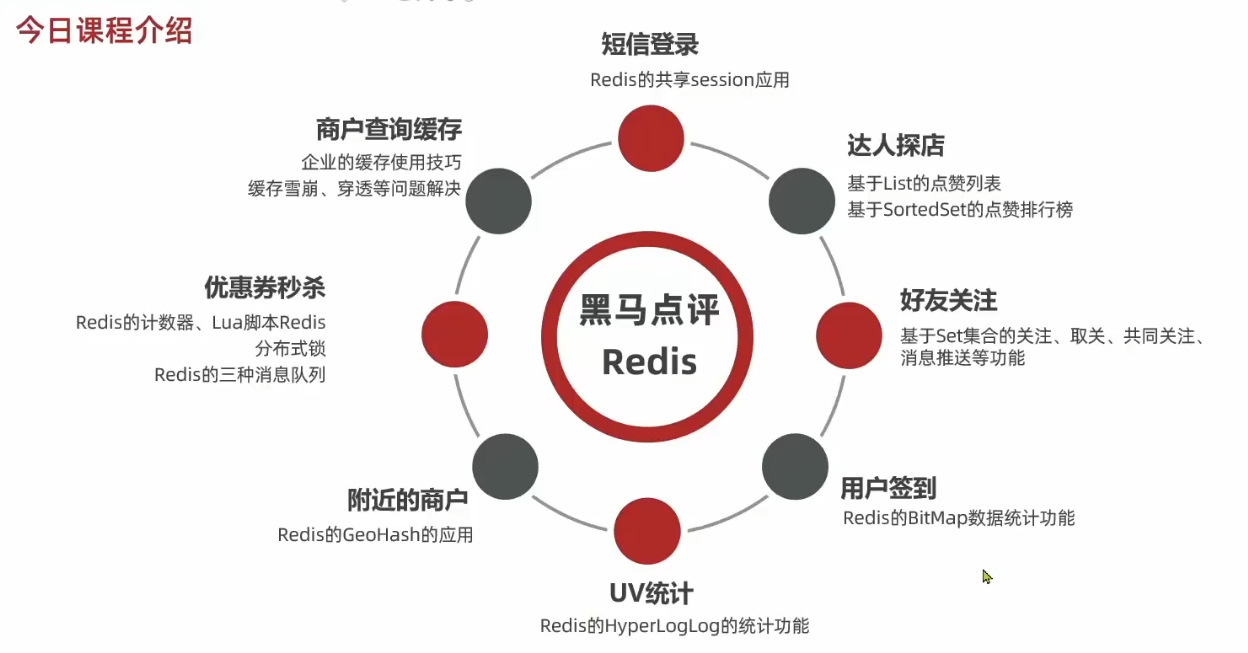 今日课程介绍
短信登录
Redis的共享session应用
商户查询缓存
企业的缓存使用技巧
缓存雪崩、穿透等问题解决
达人探店
基于List的点赞列表
基于SortedSet的点赞排行榜
优惠券秒杀
Redis的计数器、Lua脚本Redis
分布式锁
Redis的三种消息队列
黑马点评
Redis
好友关注
基于Set集合的关注、取关、共同关注、
消息推送等功能
附近的商户
Redis的GeoHash的应用
用户签到
Redis的BitMap数据统计功能
UV统计
Redis的HyperLogLog的统计功能